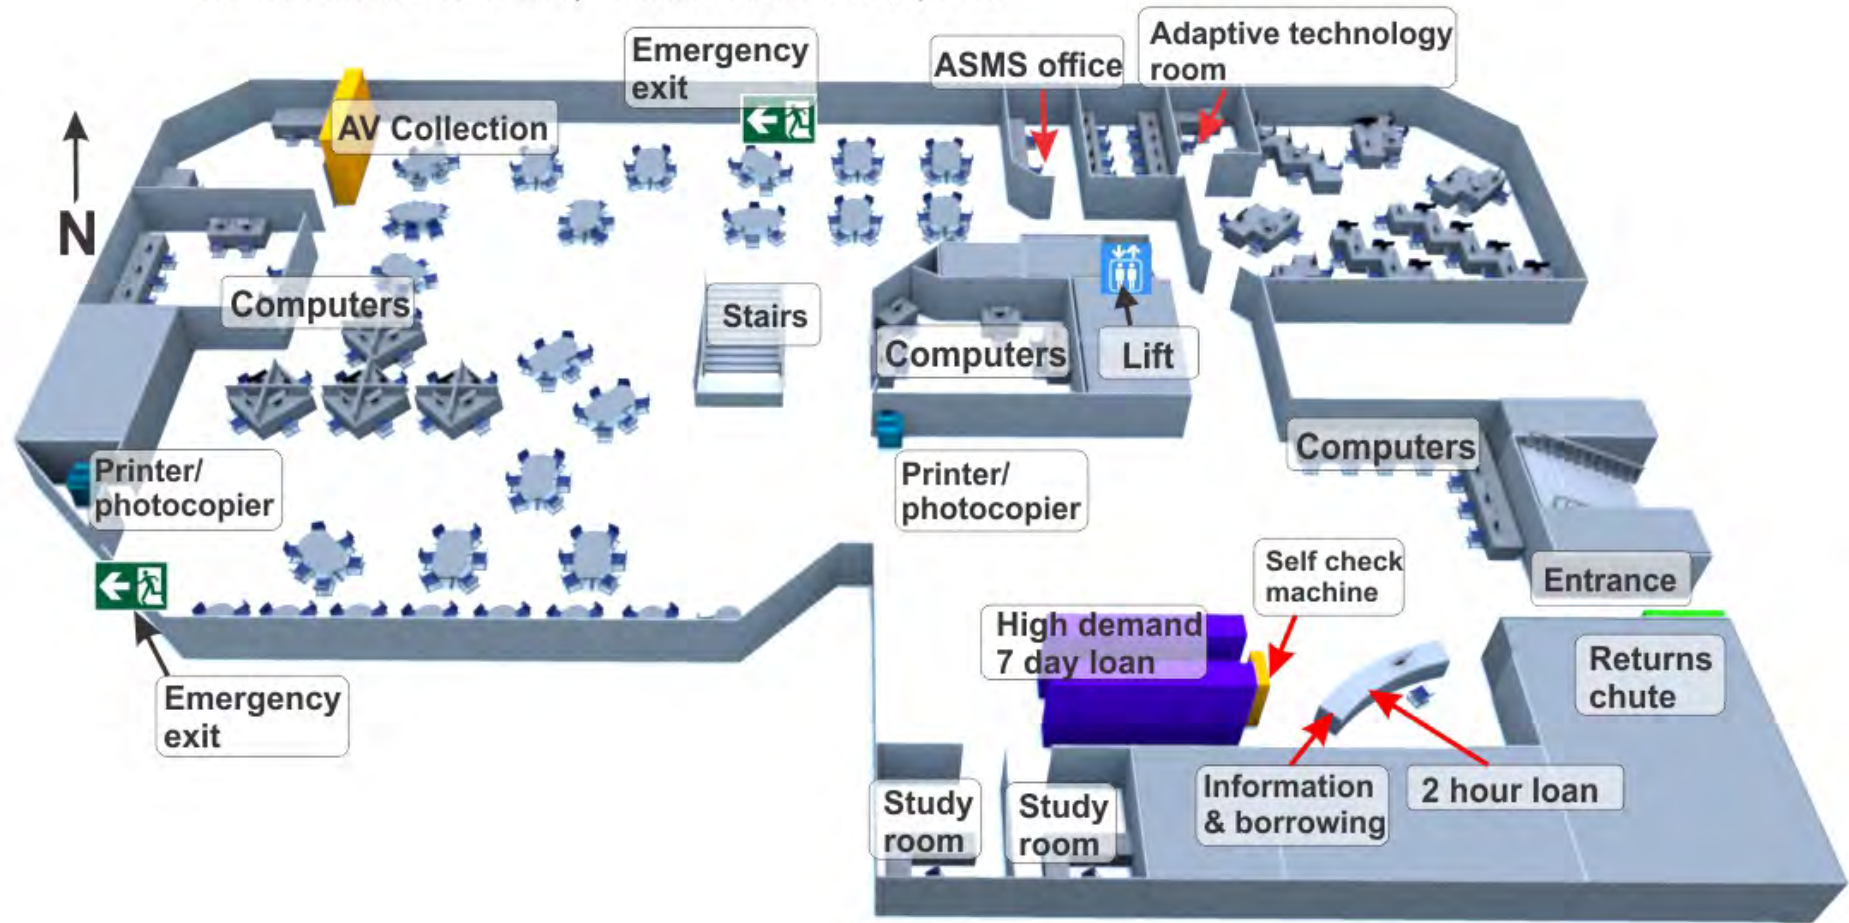 Emergency
exit
ASMS office
Adaptive technology
room
AV Collection
N
Computers
Stairs
Computers
Lift
Computers
Printer/
photocopier
Printer/
photocopier
Self check
machine
Entrance
High demand
7 day loan
Returns
chute
Emergency
exit
Information
& borrowing
2 hour loan
Study
room
Study
room